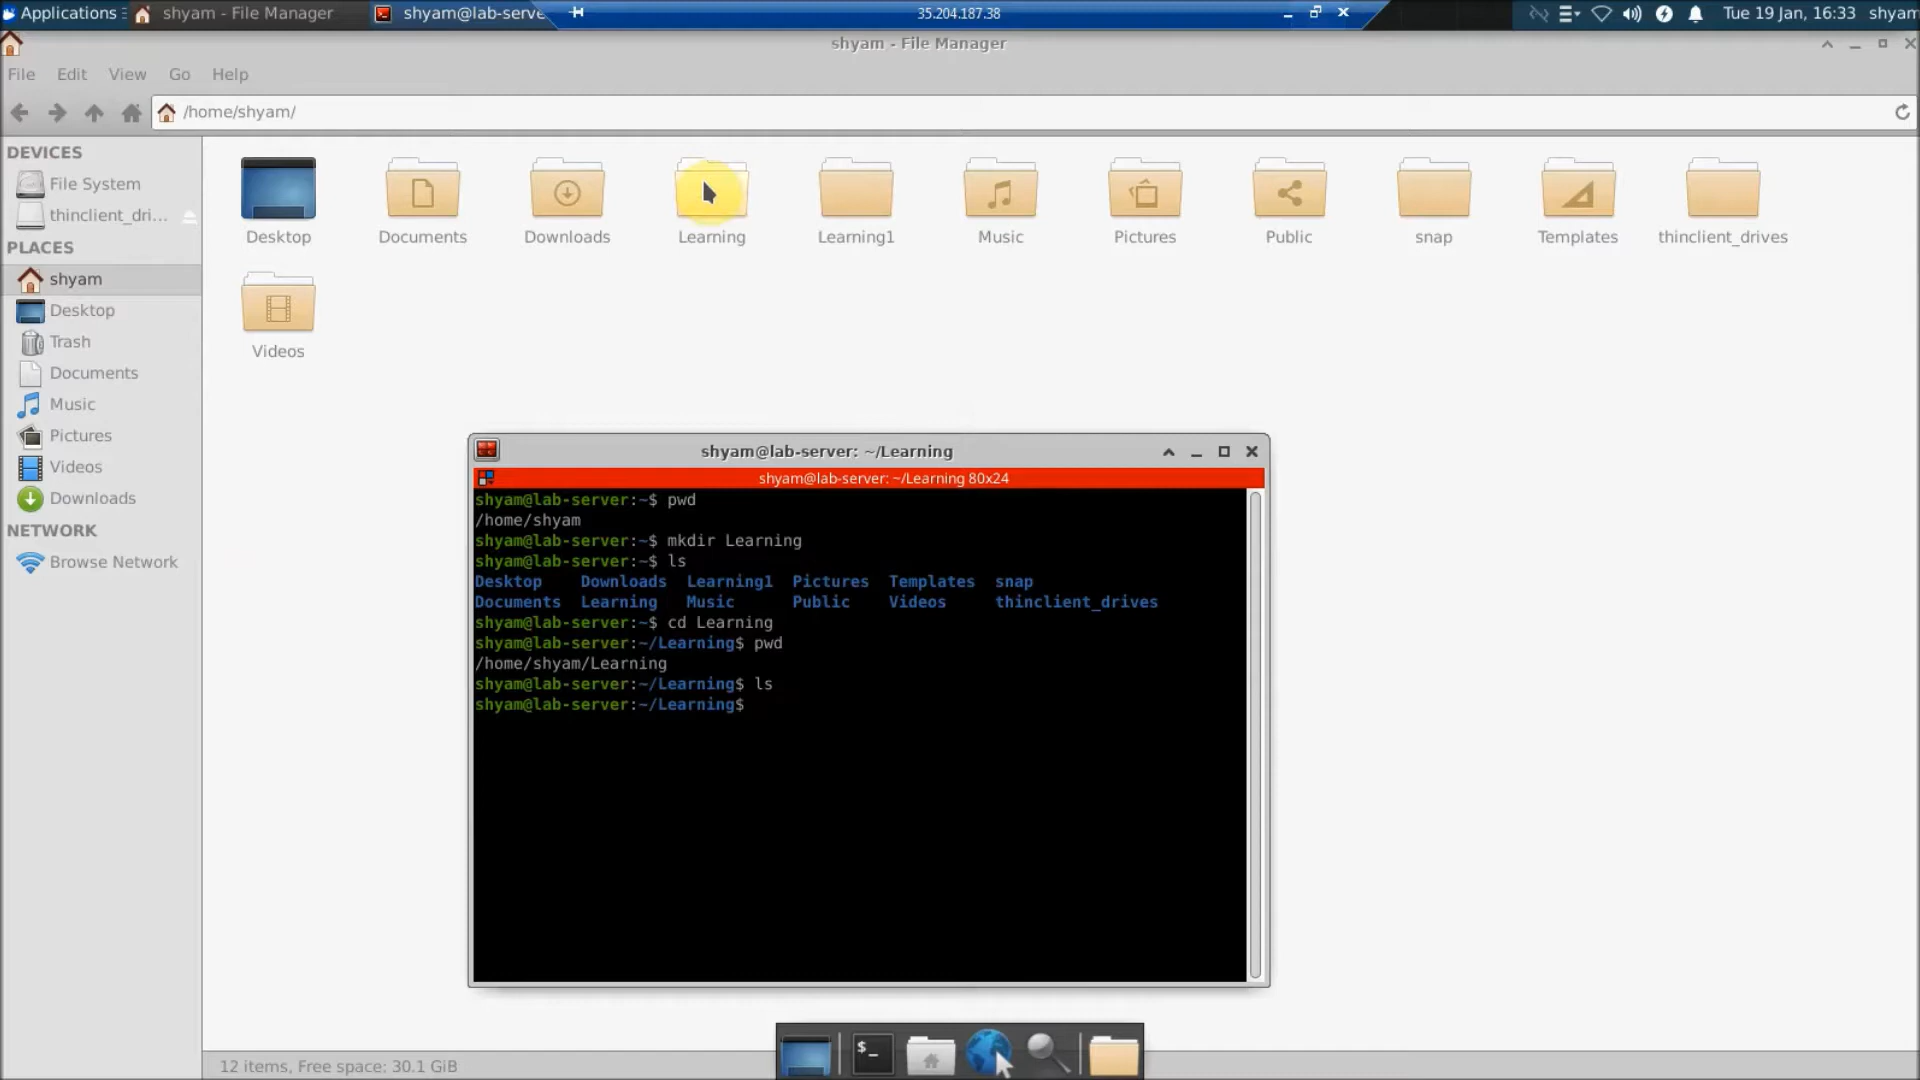 Applications
shyam - File Manager
shyam@lab-serve
35.204.187.38
Tue 19 Jan, 16:33
shyam
shyam - File Manager
File
Edit
View
Go
Help
/home/shyam/
DEVICES
File System
thinclient_dri...
PLACES
shyam
Desktop
Trash
Documents
Music
Pictures
Videos
Downloads
NETWORK
Browse Network
Desktop
Documents
Downloads
Learning
Learning1
Music
Pictures
Public
snap
Templates
thinclient_drives
Videos
shyam@lab-server: ~/Learning
shyam@lab-server: ~/Learning 80x24
shyam@lab-server:~$ pwd
/home/shyam
shyam@lab-server:~$ mkdir Learning
shyam@lab-server:~$ ls
Desktop Downloads Learning1 Pictures Templates snap
Documents Learning Music Public Videos thinclient_drives
shyam@lab-server:~$ cd Learning
shyam@lab-server:~/Learning$ pwd
/home/shyam/Learning
shyam@lab-server:~/Learning$ ls
shyam@lab-server:~/Learning$
12 items, Free space: 30.1 GiB
$_